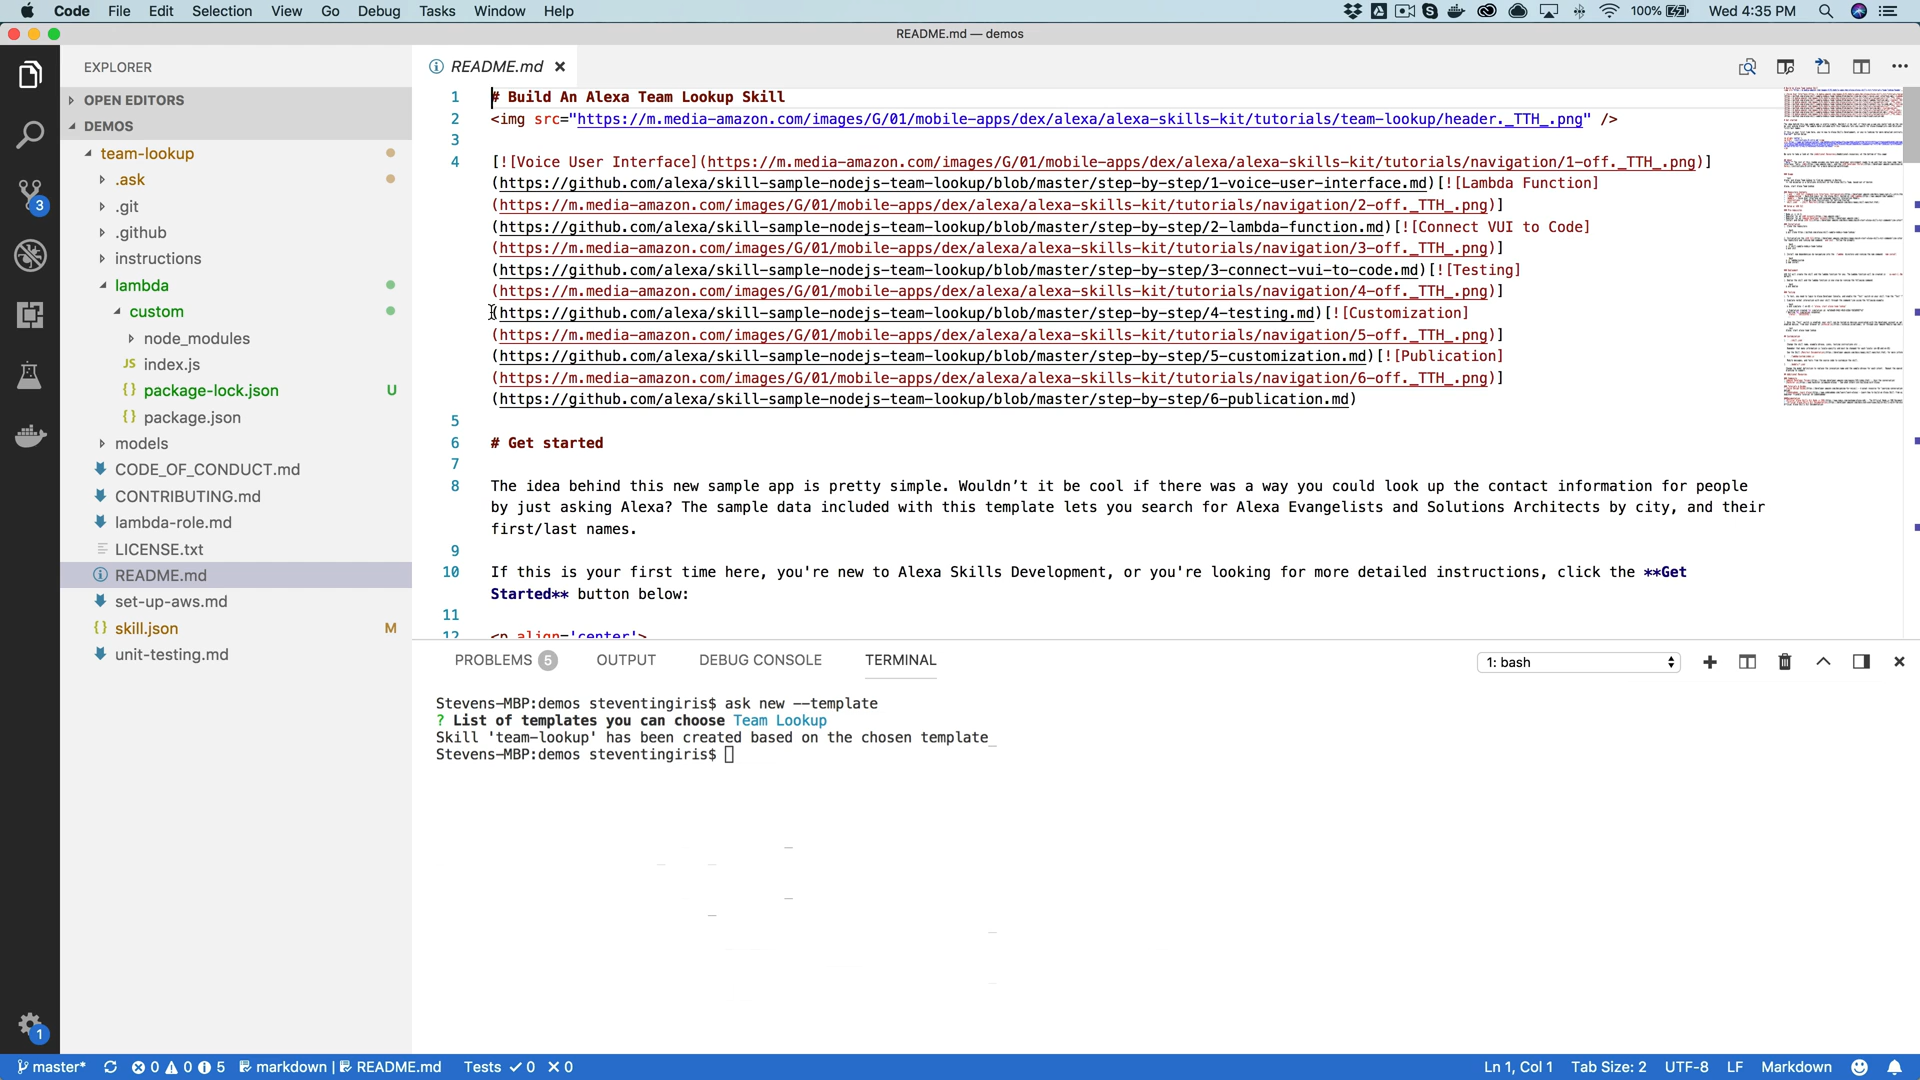 Code File Edit Selection View Go Debug Tasks Window Help 100% Wed 4:35 PM
README.md — demos
EXPLORER
OPEN EDITORS
DEMOS
team-lookup
.ask
.git
.github
instructions
lambda
custom
node_modules
JS index.js
{} package-lock.json U
{} package.json
models
CODE_OF_CONDUCT.md
CONTRIBUTING.md
lambda-role.md
LICENSE.txt
README.md
set-up-aws.md
{} skill.json M
unit-testing.md
3
1
README.md
1 # Build An Alexa Team Lookup Skill
2 <img src="https://m.media-amazon.com/images/G/01/mobile-apps/dex/alexa/alexa-skills-kit/tutorials/team-lookup/header._TTH_.png" />
3
4 [![Voice User Interface](https://m.media-amazon.com/images/G/01/mobile-apps/dex/alexa/alexa-skills-kit/tutorials/navigation/1-off._TTH_.png)]
(https://github.com/alexa/skill-sample-nodejs-team-lookup/blob/master/step-by-step/1-voice-user-interface.md)[![Lambda Function]
(https://m.media-amazon.com/images/G/01/mobile-apps/dex/alexa/alexa-skills-kit/tutorials/navigation/2-off._TTH_.png)]
(https://github.com/alexa/skill-sample-nodejs-team-lookup/blob/master/step-by-step/2-lambda-function.md)[![Connect VUI to Code]
(https://m.media-amazon.com/images/G/01/mobile-apps/dex/alexa/alexa-skills-kit/tutorials/navigation/3-off._TTH_.png)]
(https://github.com/alexa/skill-sample-nodejs-team-lookup/blob/master/step-by-step/3-connect-vui-to-code.md)[![Testing]
(https://m.media-amazon.com/images/G/01/mobile-apps/dex/alexa/alexa-skills-kit/tutorials/navigation/4-off._TTH_.png)]
(https://github.com/alexa/skill-sample-nodejs-team-lookup/blob/master/step-by-step/4-testing.md)[![Customization]
(https://m.media-amazon.com/images/G/01/mobile-apps/dex/alexa/alexa-skills-kit/tutorials/navigation/5-off._TTH_.png)]
(https://github.com/alexa/skill-sample-nodejs-team-lookup/blob/master/step-by-step/5-customization.md)[![Publication]
(https://m.media-amazon.com/images/G/01/mobile-apps/dex/alexa/alexa-skills-kit/tutorials/navigation/6-off._TTH_.png)]
(https://github.com/alexa/skill-sample-nodejs-team-lookup/blob/master/step-by-step/6-publication.md)
5
6 # Get started
7
8 The idea behind this new sample app is pretty simple. Wouldn’t it be cool if there was a way you could look up the contact information for people
by just asking Alexa? The sample data included with this template lets you search for Alexa Evangelists and Solutions Architects by city, and their
first/last names.
9
10 If this is your first time here, you're new to Alexa Skills Development, or you're looking for more detailed instructions, click the **Get
Started** button below:
11
12 <p align='center'>
PROBLEMS 5 OUTPUT DEBUG CONSOLE TERMINAL 1: bash
Stevens-MBP:demos steventingiris$ ask new --template
? List of templates you can choose Team Lookup
Skill 'team-lookup' has been created based on the chosen template
Stevens-MBP:demos steventingiris$
master* 0 0 5 markdown | README.md Tests ✓ 0 ✕ 0 Ln 1, Col 1 Tab Size: 2 UTF-8 LF Markdown